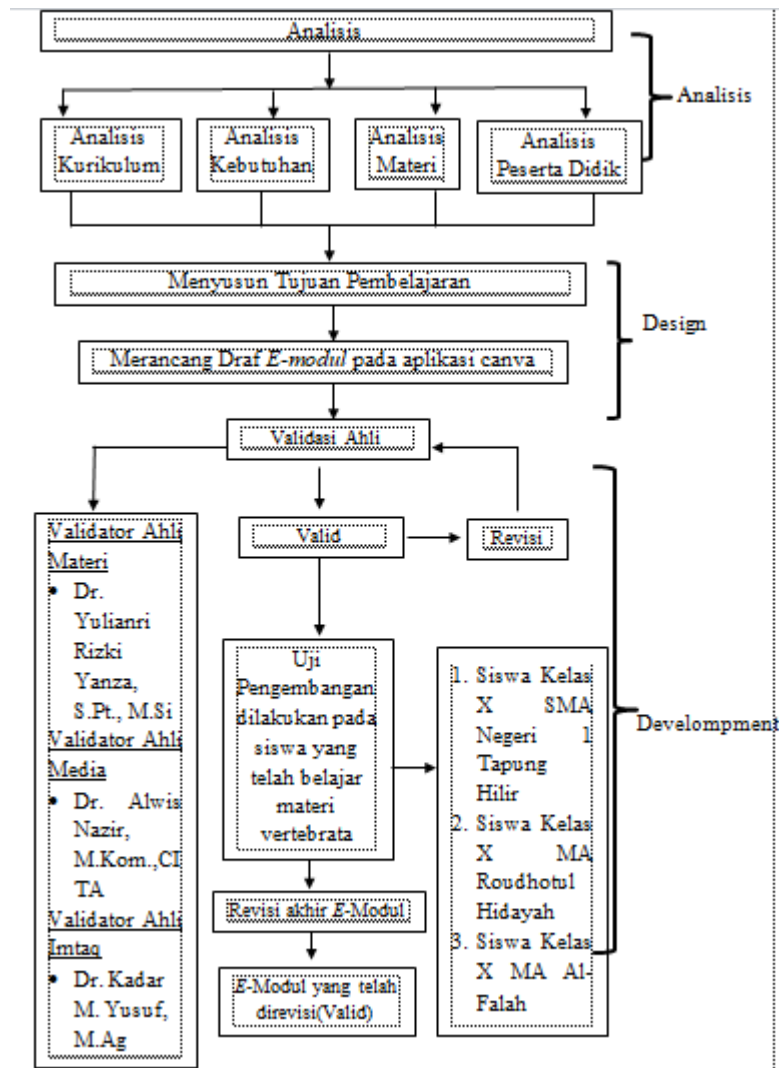 Analisis
Analisis
Analisis
Kurikulum
Analisis
Kebutuhan
Analisis
Materi
Analisis
Peserta Didik
Menyusun Tujuan Pembelajaran
Design
Merancang Draf E-modul pada aplikasi canva
Validasi Ahli
Validator Ahli
Materi
• Dr.
Yulianri
Rizki
Yanza,
S.Pt., M.Si
Validator Ahli
Media
• Dr. Alwis
Nazir,
M.Kom.,CI
TA
Validator Ahli
Imtaq
• Dr. Kadar
M. Yusuf,
M.Ag
Valid
Revisi
Uji
Pengembangan
dilakukan pada
siswa yang
telah belajar
materi
vertebrata
1. Siswa Kelas
X SMA
Negeri 1
Tapung
Hilir
2. Siswa Kelas
X MA
Roudhotul
Hidayah
3. Siswa Kelas
X MA Al-
Falah
Develompment
Revisi akhir E-Modul
E-Modul yang telah
direvisi(Valid)